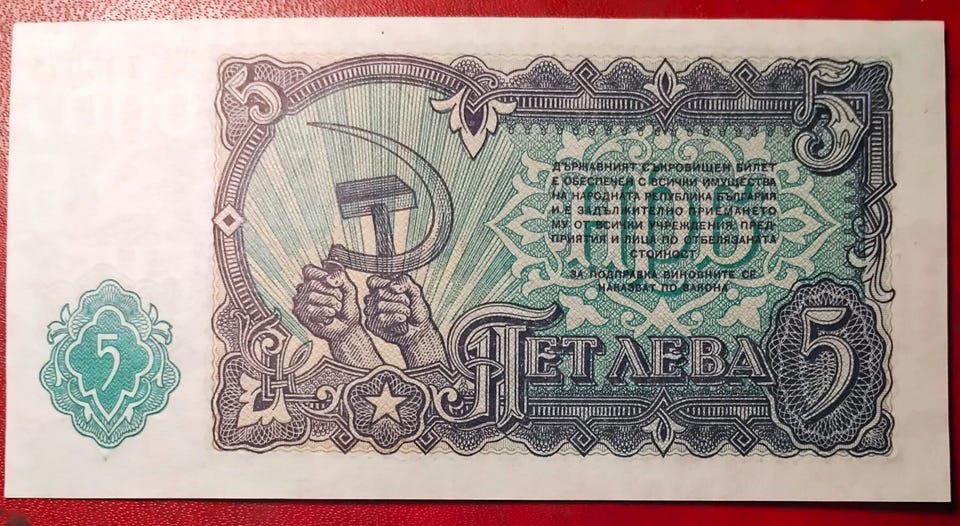 5
5
ДЪРЖАВНИЯТ СЪКРОВИЩЕН БИЛЕТ
Е ОБЕЗПЕЧЕН С ВСИЧКИ ИМУЩЕСТВА
НА НАРОДНАТА РЕПУБЛИКА БЪЛГАРИЯ
И Е ЗАДЪЛЖИТЕЛНО ПРИЕМАНЕТО
МУ ОТ ВСИЧКИ УЧРЕЖДЕНИЯ, ПРЕД-
ПРИЯТИЯ И ЛИЦА ПО ОТБЕЛЯЗАНАТА
СТОЙНОСТ
ЗА ПОДПРАВКА ВИНОВНИТЕ СЕ
НАКАЗВАТ ПО ЗАКОНА
5
ПЕТ ЛЕВА
5